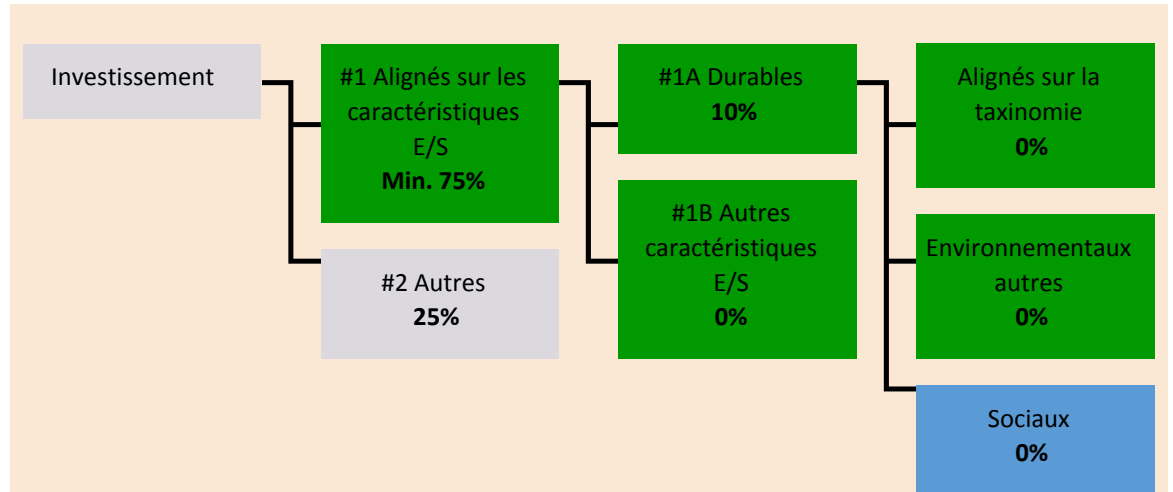 Investissement
#1 Alignés sur les
caractéristiques
E/S
Min. 75%
#2 Autres
25%
#1A Durables
10%
#1B Autres
caractéristiques
E/S
0%
Alignés sur la
taxinomie
0%
Environnementaux
autres
0%
Sociaux
0%